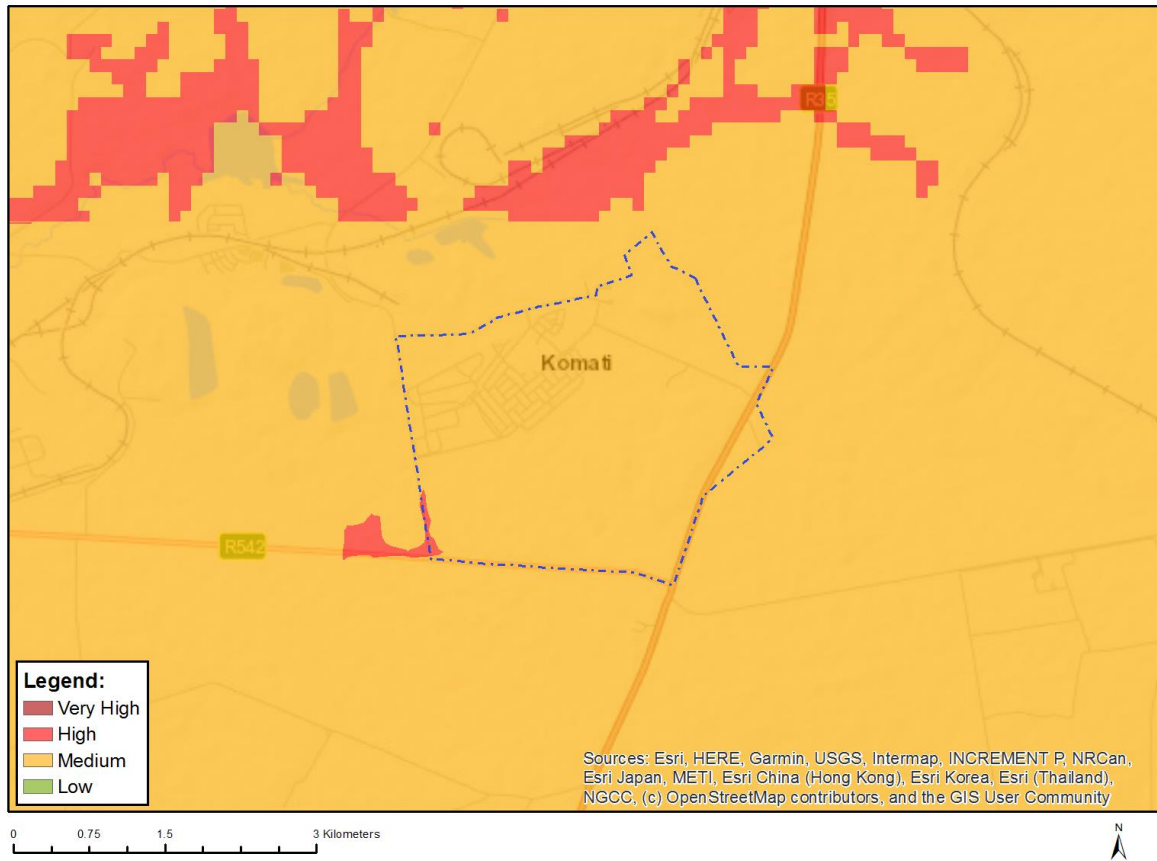 R35
Komati
R542
Legend:
Very High
High
Medium
Low
Sources: Esri, HERE, Garmin, USGS, Intermap, INCREMENT P, NRCan,
Esri Japan, METI, Esri China (Hong Kong), Esri Korea, Esri (Thailand),
NGCC, (c) OpenStreetMap contributors, and the GIS User Community
0 0.75 1.5 3 Kilometers
N